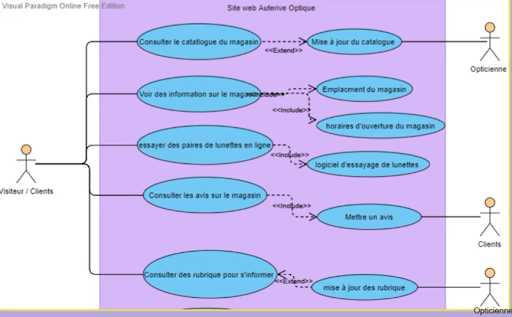 Visual Paradigm Online Free Edition
Site web Auterive Optique
Consulter le catatlogue du magasin
<<Extend>>
Mise à jour du catalogue
Opticienne
Voir des information sur le magasin
<<Include>>
Emplacment du magasin
<<Include>>
horaires d'ouverture du magasin
essayer des paires de lunettes en ligne
<<Include>>
logiciel d'essayage de lunettes
Visiteur / Clients
Consulter les avis sur le magasin
<<Include>>
Mettre un avis
Clients
Consulter des rubrique pour s'informer
<<Extend>>
mise à jour des rubrique
Opticienne